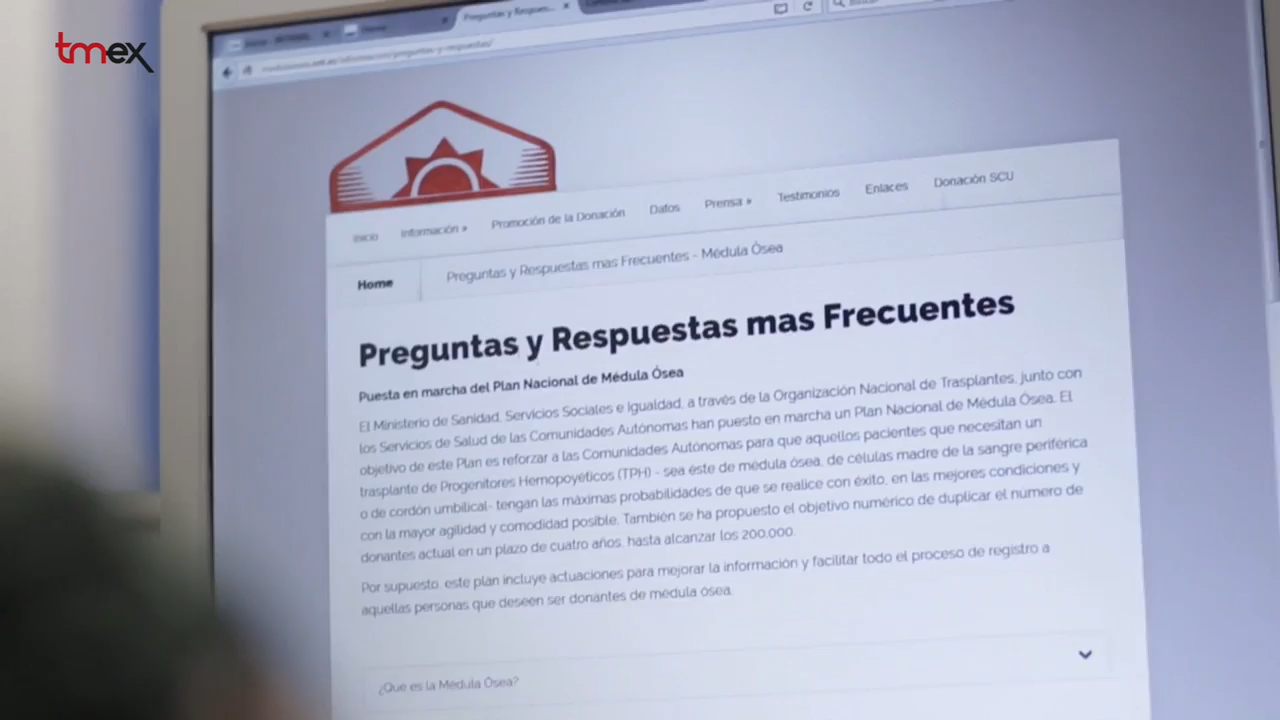 tmex
Preguntas y Respues...
Inicio Información » Promoción de la Donación Datos Prensa » Testimonios Enlaces Donación SCU
Home Preguntas y Respuestas mas Frecuentes - Médula Ósea
Preguntas y Respuestas mas Frecuentes
Puesta en marcha del Plan Nacional de Médula Ósea
El Ministerio de Sanidad, Servicios Sociales e Igualdad, a través de la Organización Nacional de Trasplantes, junto con
los Servicios de Salud de las Comunidades Autónomas han puesto en marcha un Plan Nacional de Médula Ósea. El
objetivo de este Plan es reforzar a las Comunidades Autónomas para que aquellos pacientes que necesitan un
trasplante de Progenitores Hemopoyéticos (TPH) - sea éste de médula ósea, de células madre de la sangre periférica
o de cordón umbilical- tengan las máximas probabilidades de que se realice con éxito, en las mejores condiciones y
con la mayor agilidad y comodidad posible. También se ha propuesto el objetivo numérico de duplicar el número de
donantes actual en un plazo de cuatro años, hasta alcanzar los 200.000.
Por supuesto, este plan incluye actuaciones para mejorar la información y facilitar todo el proceso de registro a
aquellas personas que deseen ser donantes de médula ósea.
¿Que es la Médula Ósea?